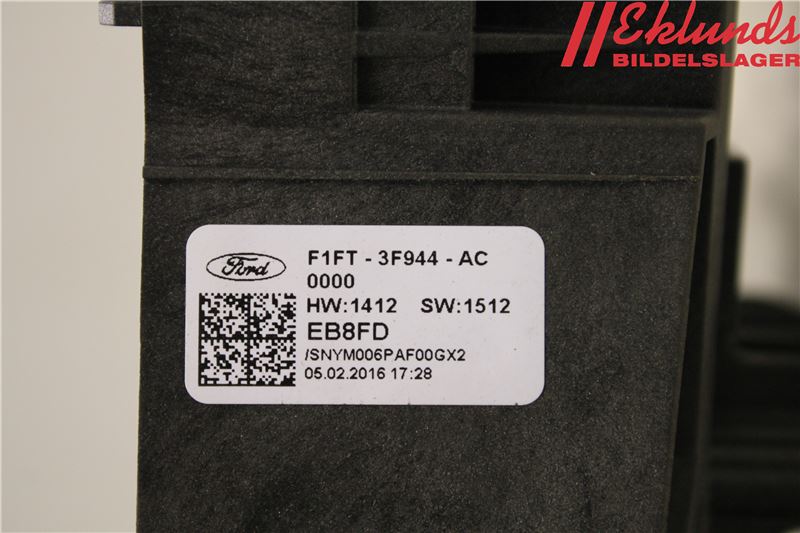 Eklunds
BILDELSLAGER
Ford
F1FT - 3F944 - AC
0000
HW:1412 SW:1512
EB8FD
/SNYM006PAF00GX2
05.02.2016 17:28